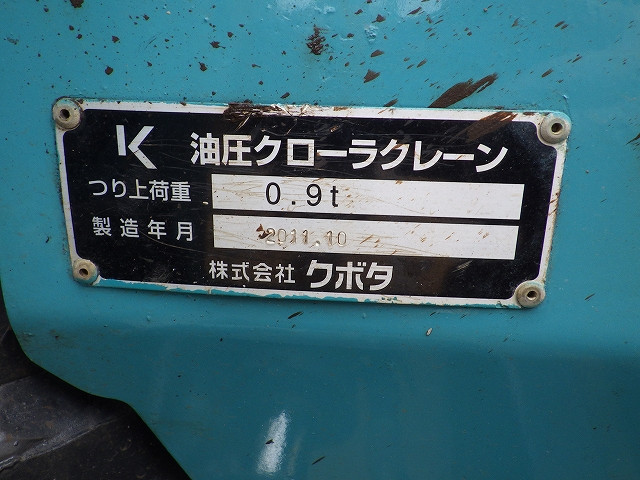 K 油圧クローラクレーン
つり上荷重 0.9t
製造年月 2011.10
株式会社 クボタ